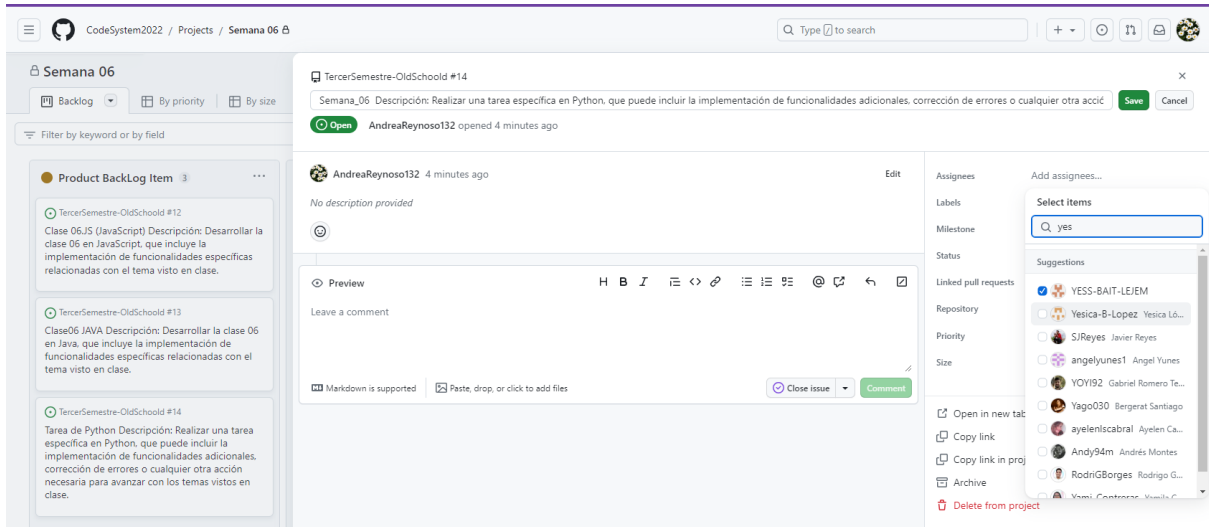 CodeSystem2022 / Projects / Semana 06
Type / to search
Semana 06
Backlog
By priority
By size
Filter by keyword or by field
Product BackLog Item 3
TercerSemestre-OldSchoold #12
Clase 06.JS (JavaScript) Descripción: Desarrollar la
clase 06 en JavaScript, que incluye la
implementación de funcionalidades específicas
relacionadas con el tema visto en clase.
TercerSemestre-OldSchoold #13
Clase06 JAVA Descripción: Desarrollar la clase 06
en Java, que incluye la implementación de
funcionalidades específicas relacionadas con el
tema visto en clase.
TercerSemestre-OldSchoold #14
Tarea de Python Descripción: Realizar una tarea
específica en Python, que puede incluir la
implementación de funcionalidades adicionales,
corrección de errores o cualquier otra acción
necesaria para avanzar con los temas vistos en
clase.
TercerSemestre-OldSchoold #14
Semana_06 Descripción: Realizar una tarea específica en Python, que puede incluir la implementación de funcionalidades adicionales, corrección de errores o cualquier otra acció
Save
Cancel
Open
AndreaReynoso132 opened 4 minutes ago
AndreaReynoso132 4 minutes ago
Edit
No description provided
Preview
H B I
Leave a comment
Markdown is supported
Paste, drop, or click to add files
Close issue
Comment
Assignees
Add assignees...
Labels
Milestone
Status
Linked pull requests
Repository
Priority
Size
Open in new tab
Copy link
Copy link in proj
Archive
Delete from project
Select items
yes
Suggestions
YESS-BAIT-LEJEM
Yesica-B-Lopez Yesica Ló...
SJReyes Javier Reyes
angelyunes1 Angel Yunes
YOYI92 Gabriel Romero Te...
Yago030 Bergerat Santiago
ayelenlscabral Ayelen Ca...
Andy94m Andrés Montes
RodriGBorges Rodrigo G...
Yami-Contreras Yamila C...